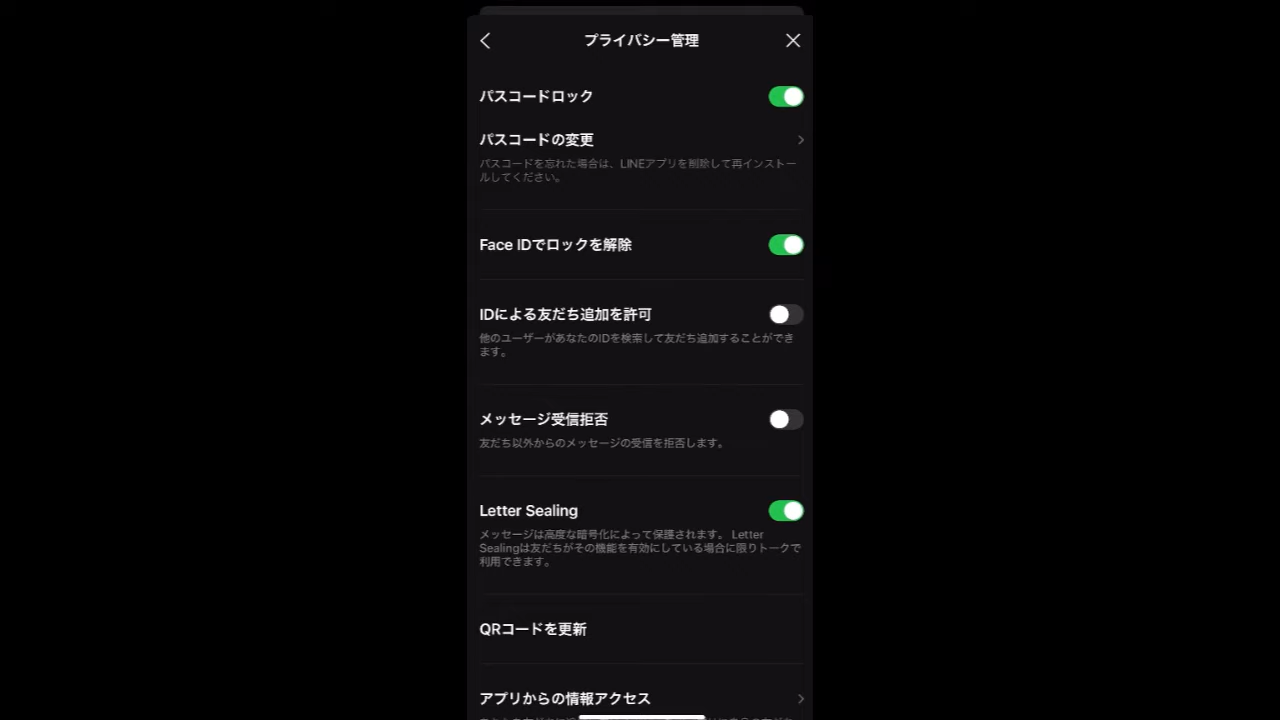 プライバシー管理
パスコードロック
パスコードの変更
パスコードを忘れた場合は、LINEアプリを削除して再インストー
ルしてください。
Face IDでロックを解除
IDによる友だち追加を許可
他のユーザーがあなたのIDを検索して友だち追加することができ
ます。
メッセージ受信拒否
友だち以外からのメッセージの受信を拒否します。
Letter Sealing
メッセージは高度な暗号化によって保護されます。 Letter
Sealingは友だちがその機能を有効にしている場合に限りトークで
利用できます。
QRコードを更新
アプリからの情報アクセス